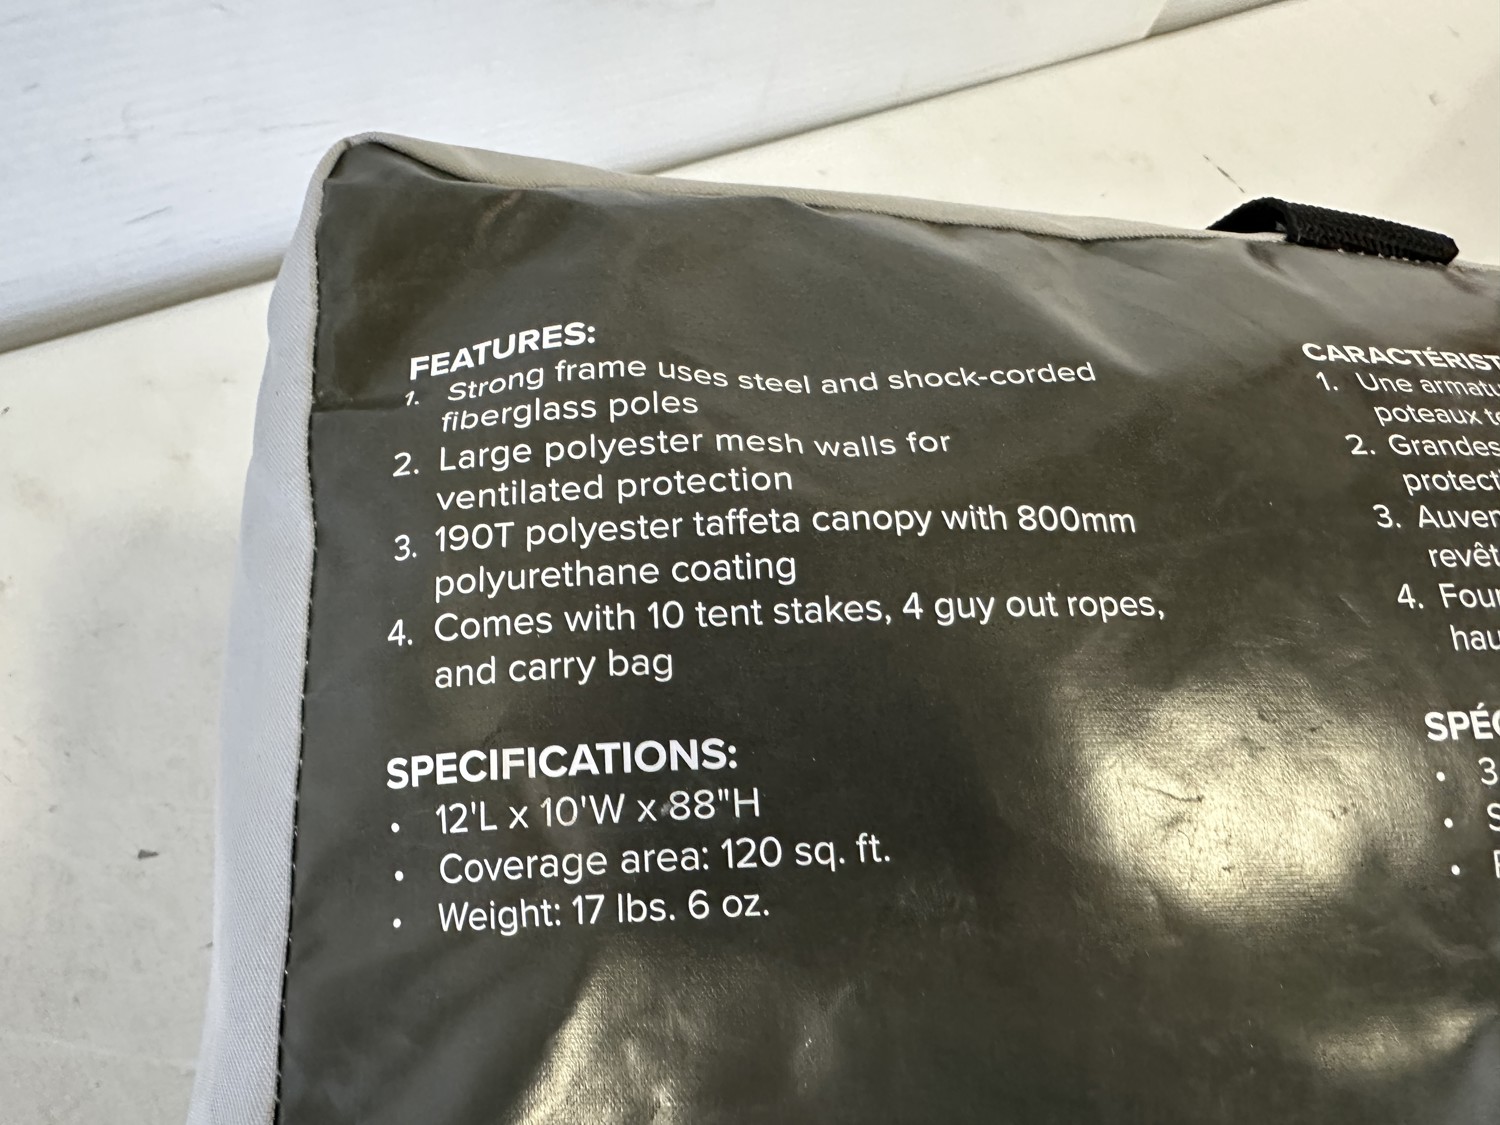 FEATURES:
1. Strong frame uses steel and shock-corded
fiberglass poles
2. Large polyester mesh walls for
ventilated protection
3. 190T polyester taffeta canopy with 800mm
polyurethane coating
4. Comes with 10 tent stakes, 4 guy out ropes,
and carry bag
SPECIFICATIONS:
• 12'L x 10'W x 88"H
• Coverage area: 120 sq. ft.
• Weight: 17 lbs. 6 oz.
CARACTÉRIST
1. Une armatu
poteaux te
2. Grandes
protect
3. Auven
revêt
4. Four
hau
SPÉC
• 3
• S
•